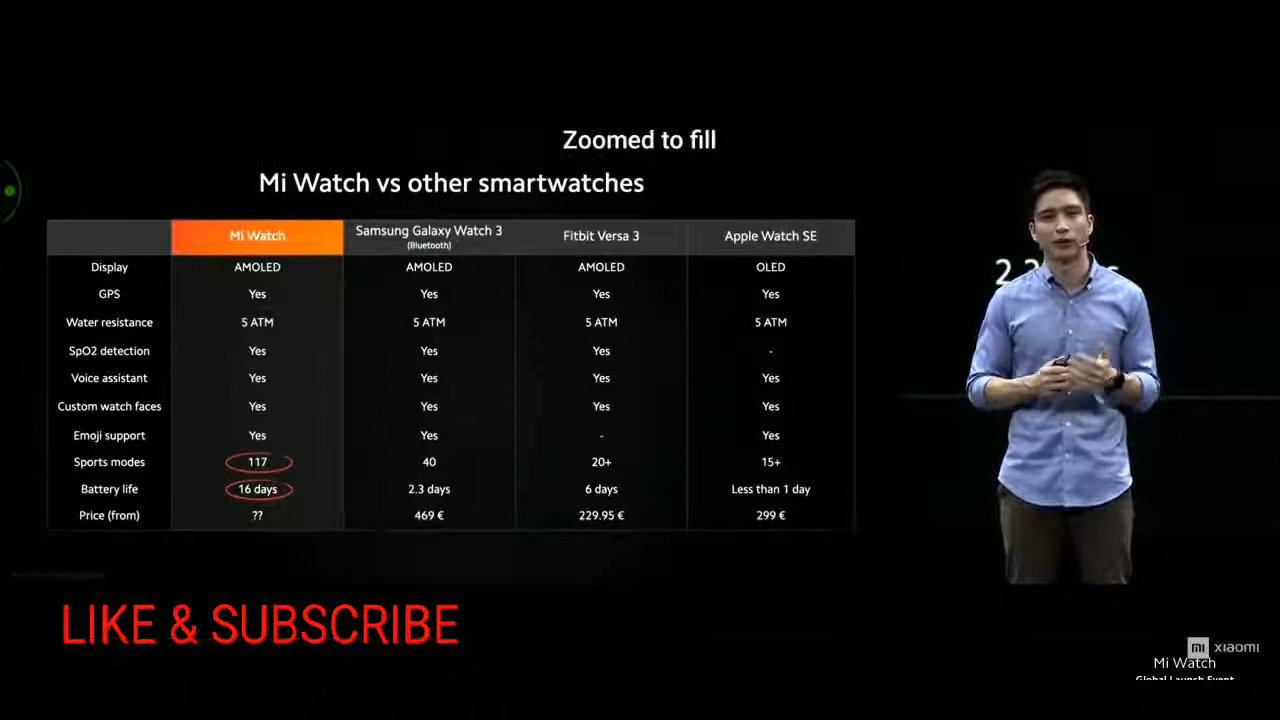 Zoomed to fill
Mi Watch vs other smartwatches
Mi Watch Samsung Galaxy Watch 3 (Bluetooth) Fitbit Versa 3 Apple Watch SE
Display AMOLED AMOLED AMOLED OLED
GPS Yes Yes Yes Yes
Water resistance 5 ATM 5 ATM 5 ATM 5 ATM
SpO2 detection Yes Yes Yes -
Voice assistant Yes Yes Yes Yes
Custom watch faces Yes Yes Yes Yes
Emoji support Yes Yes - Yes
Sports modes 117 40 20+ 15+
Battery life 16 days 2.3 days 6 days Less than 1 day
Price (from) ?? 469 € 229.95 € 299 €
LIKE & SUBSCRIBE
mi xiaomi
Mi Watch
Global Launch Event